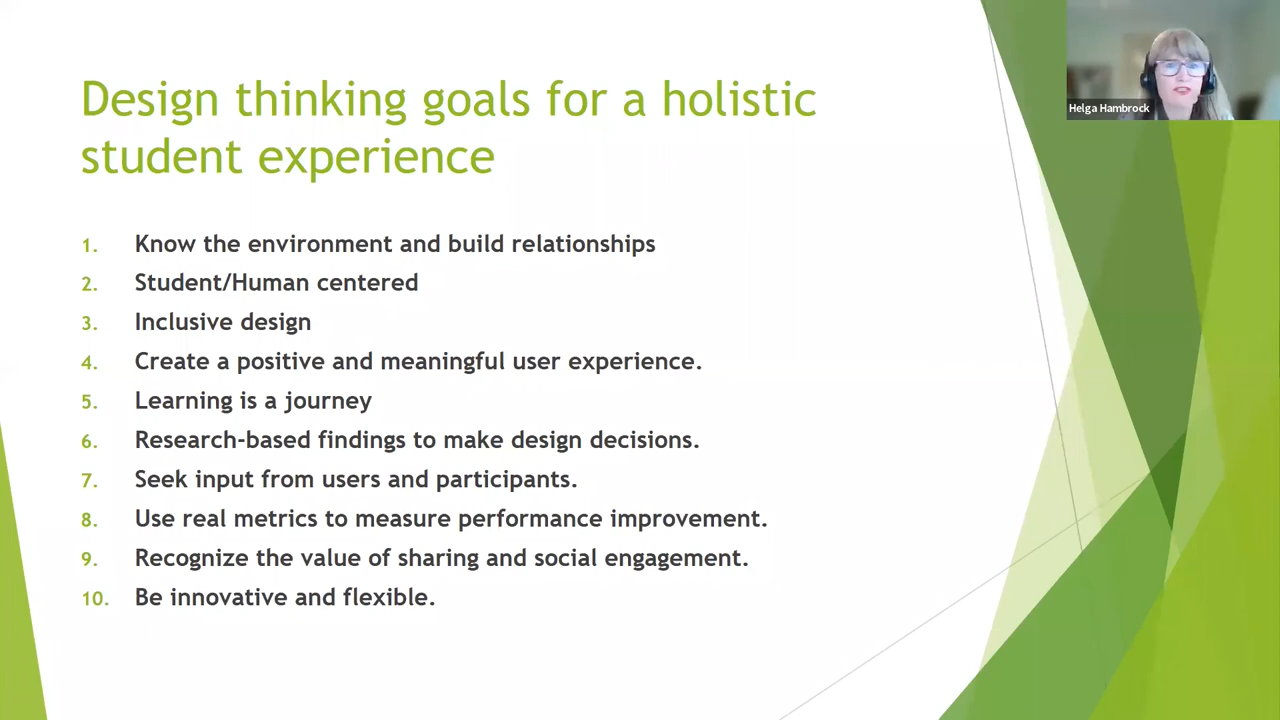 Design thinking goals for a holistic
student experience
Helga Hambrock
1. Know the environment and build relationships
2. Student/Human centered
3. Inclusive design
4. Create a positive and meaningful user experience.
5. Learning is a journey
6. Research-based findings to make design decisions.
7. Seek input from users and participants.
8. Use real metrics to measure performance improvement.
9. Recognize the value of sharing and social engagement.
10. Be innovative and flexible.